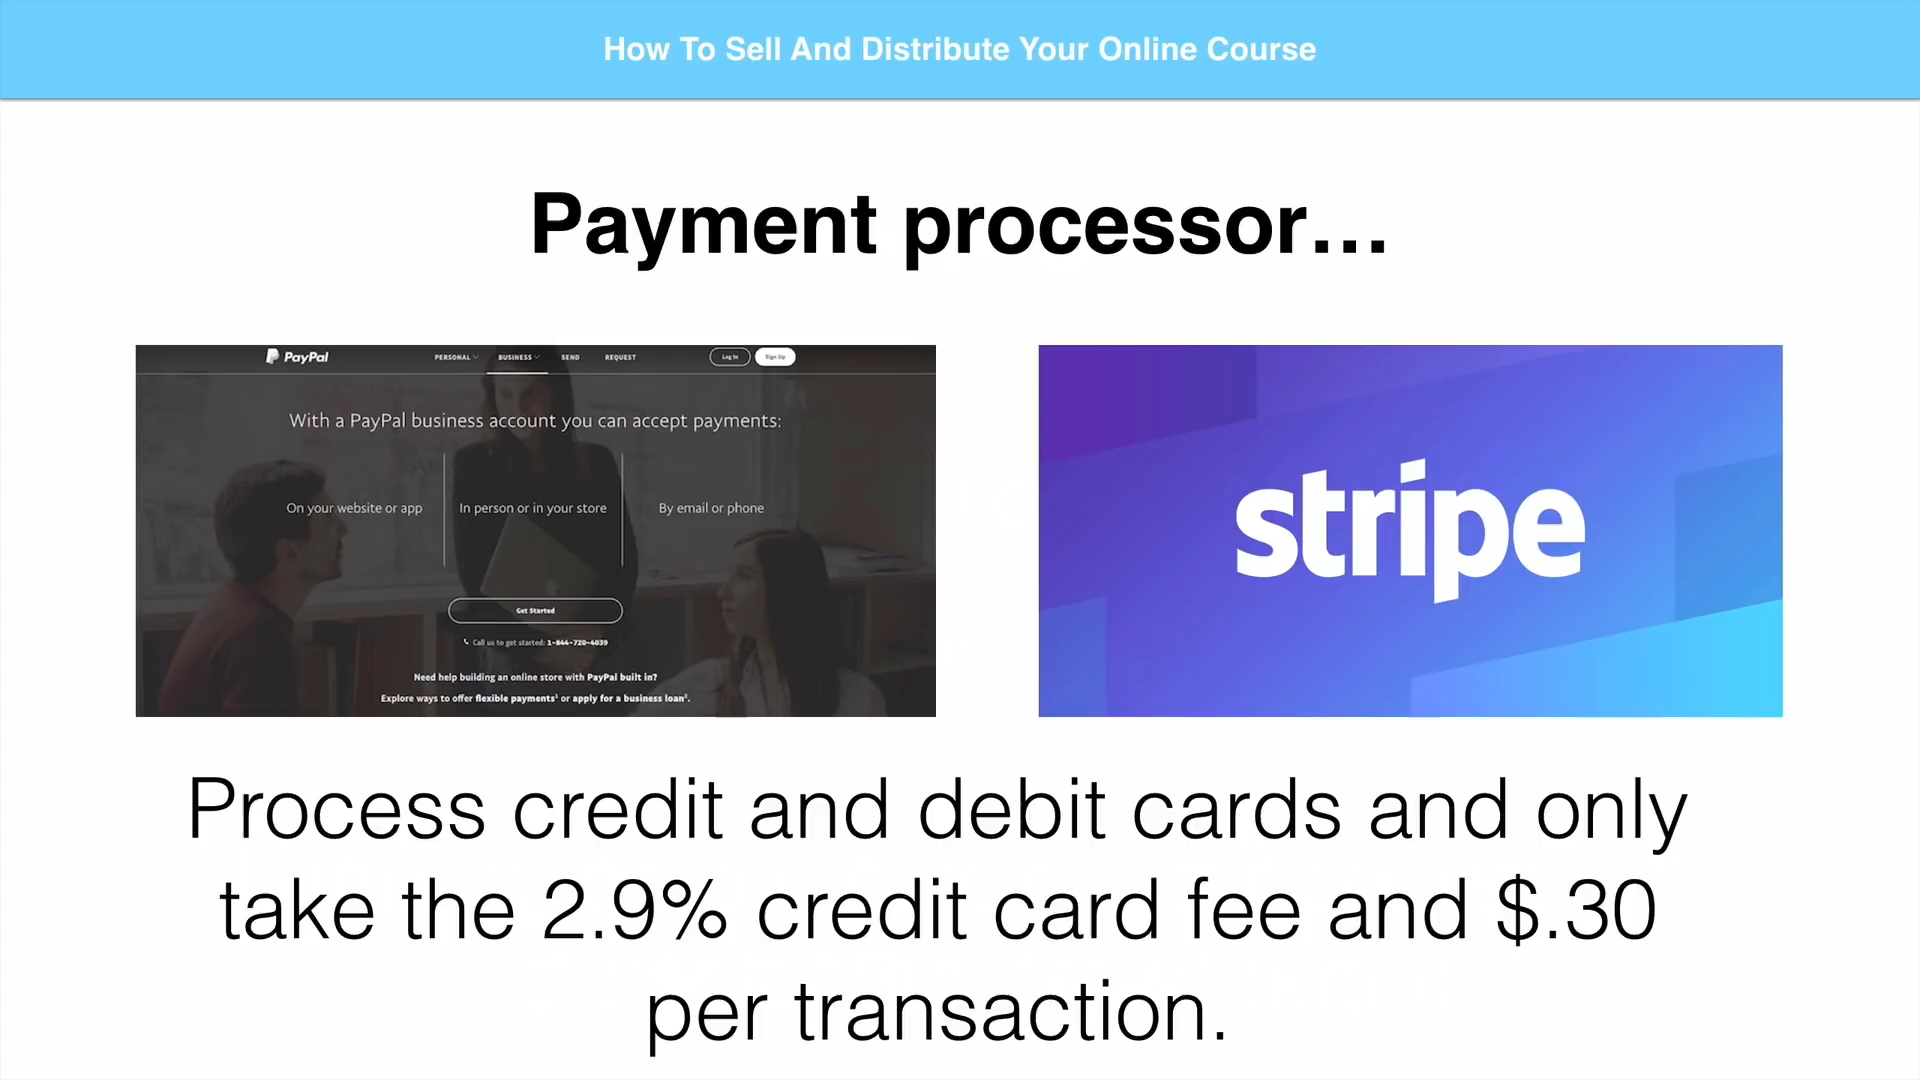 How To Sell And Distribute Your Online Course
Payment processor...
PayPal
PERSONAL
BUSINESS
SEND
REQUEST
Log In
Sign Up
With a PayPal business account you can accept payments:
On your website or app
In person or in your store
By email or phone
Get Started
Call us to get started: 1-844-720-4039
Need help building an online store with PayPal built in?
Explore ways to offer flexible payments¹ or apply for a business loan².
stripe
Process credit and debit cards and only
take the 2.9% credit card fee and $.30
per transaction.